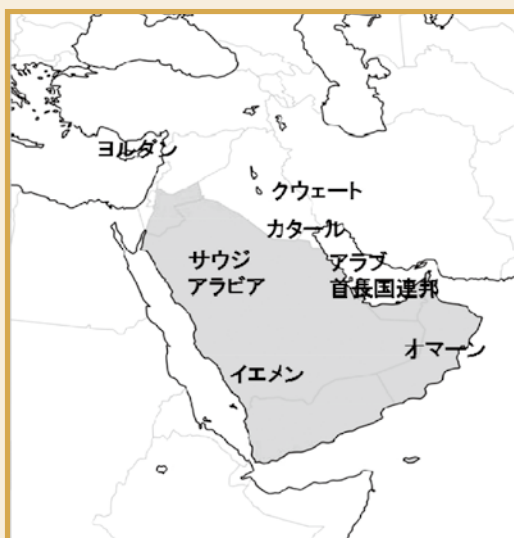 ヨルダン
クウェート
カタール
サウジ
アラビア
アラブ
首長国連邦
オマーン
イエメン